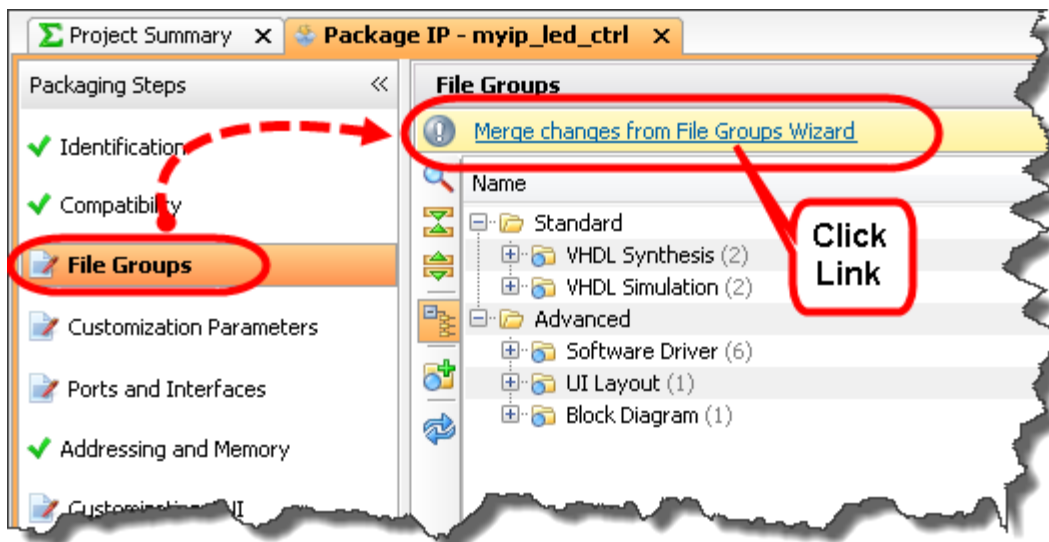 Project Summary
Package IP - myip_led_ctrl
Packaging Steps
Identification
Compatibility
File Groups
Customization Parameters
Ports and Interfaces
Addressing and Memory
File Groups
Merge changes from File Groups Wizard
Name
Standard
VHDL Synthesis (2)
VHDL Simulation (2)
Advanced
Software Driver (6)
UI Layout (1)
Block Diagram (1)
Click
Link